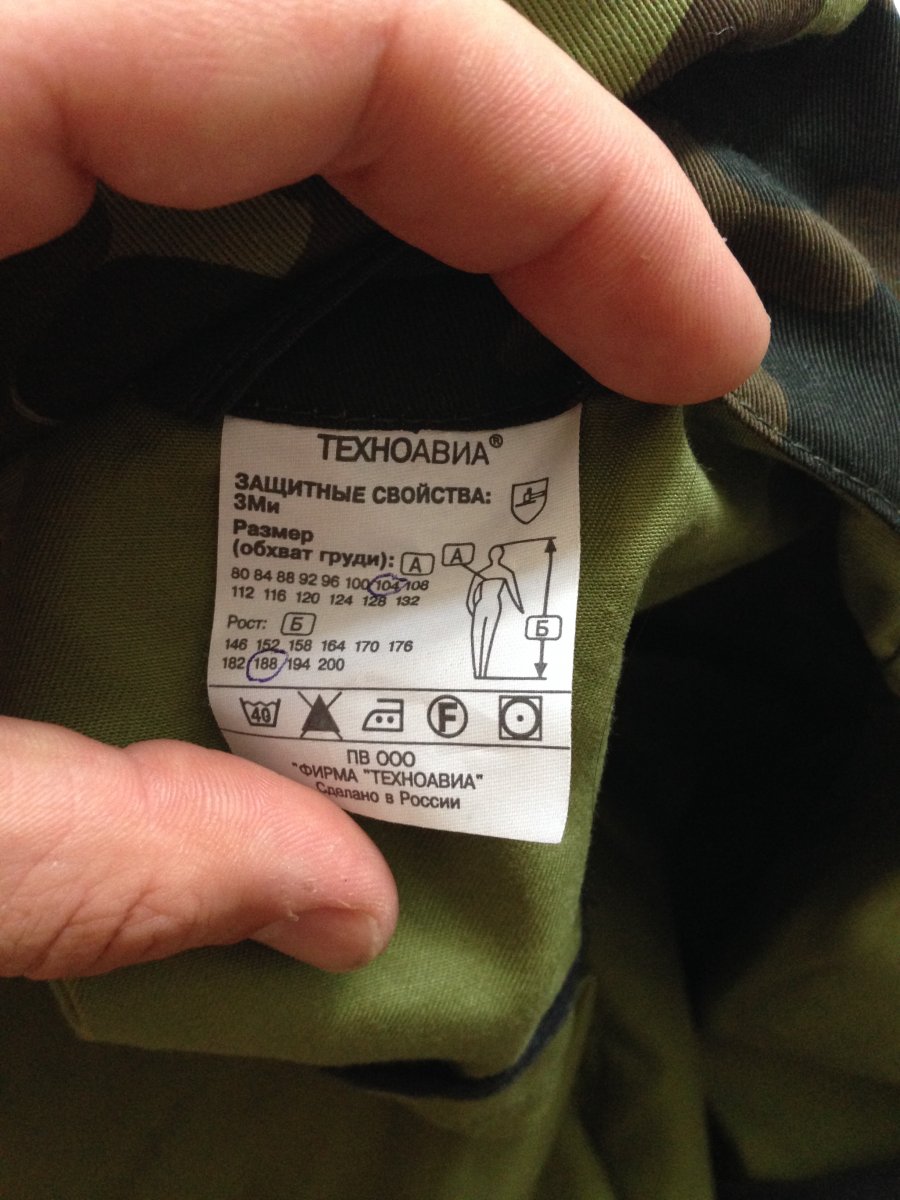 ТЕХНОАВИА®
ЗАЩИТНЫЕ СВОЙСТВА:
ЗМи
Размер
(обхват груди): А
80 84 88 92 96 100 104 108
112 116 120 124 128 132
Рост: Б
146 152 158 164 170 176
182 188 194 200
А
Б
40
F
ПВ ООО
"ФИРМА "ТЕХНОАВИА"
Сделано в России